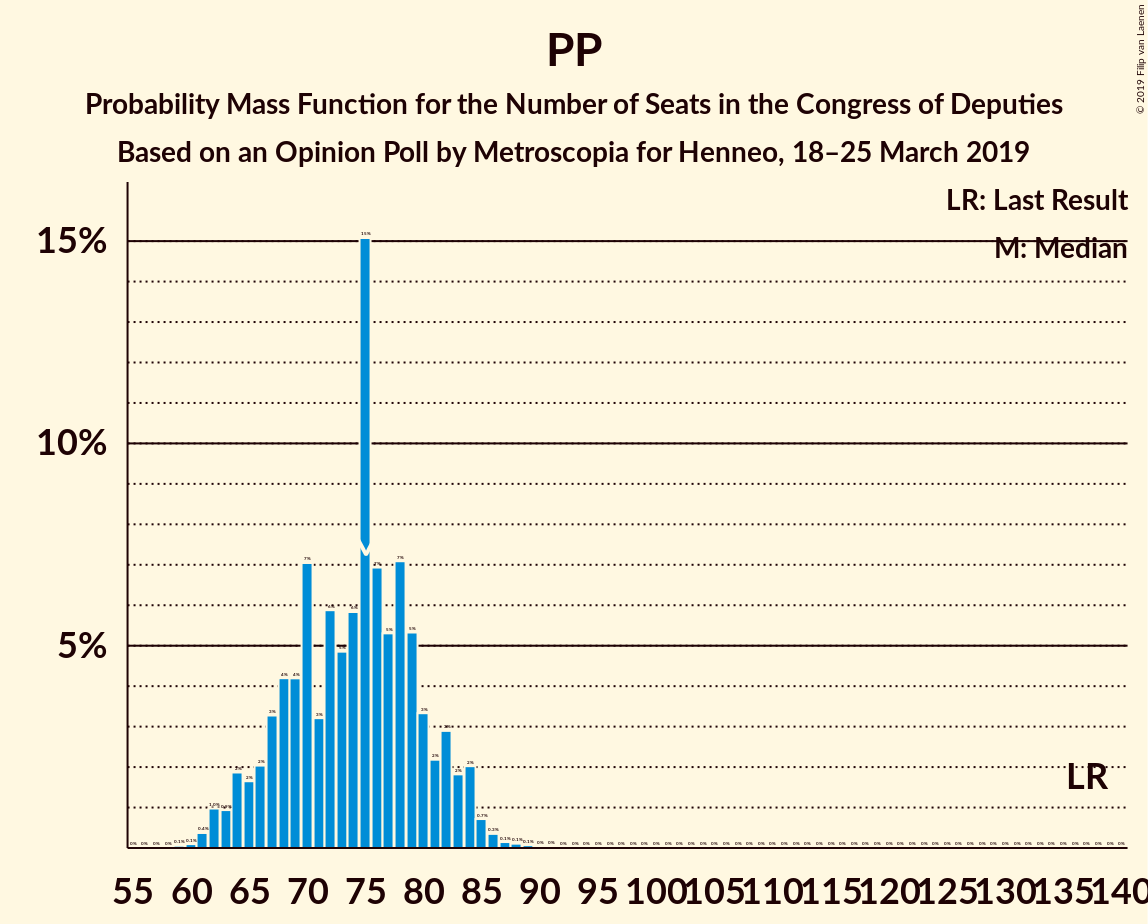 PP
Probability Mass Function for the Number of Seats in the Congress of Deputies
Based on an Opinion Poll by Metroscopia for Henneo, 18–25 March 2019
© 2019 Filip van Laenen
LR: Last Result
M: Median
15%
10%
5%
LR
55 60 65 70 75 80 85 90 95 100 105 110 115 120 125 130 135 140